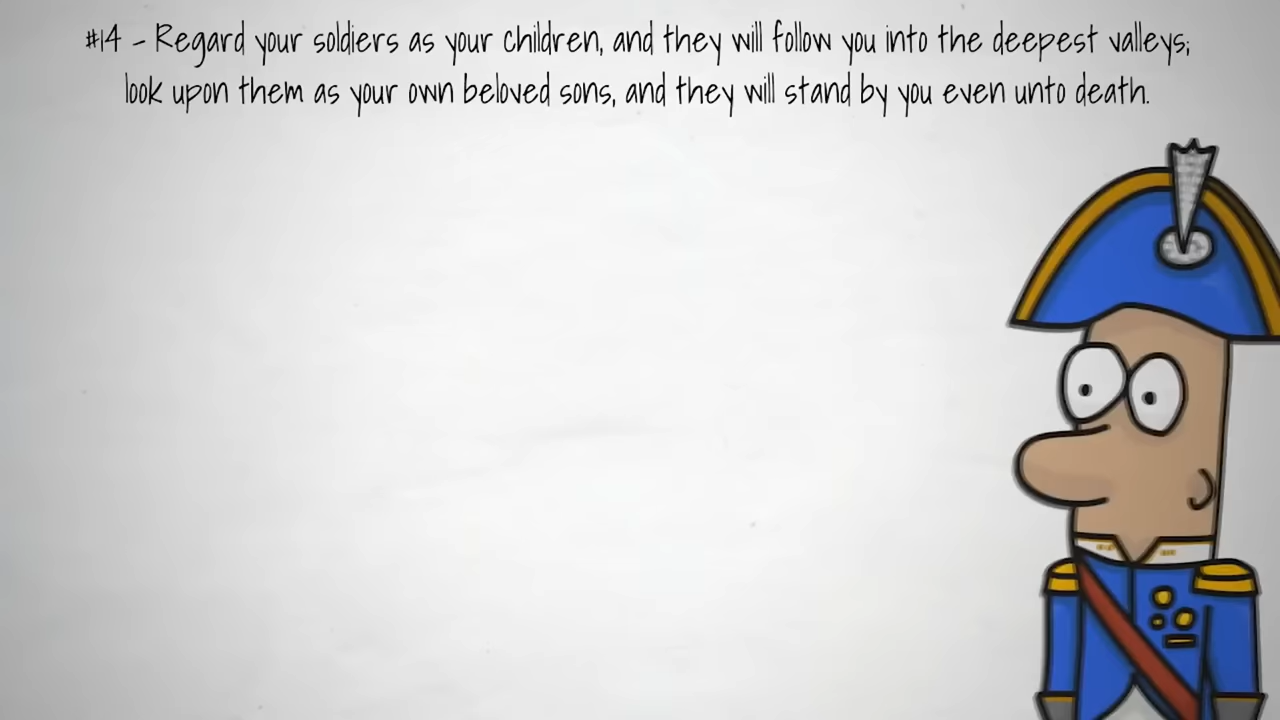 #14 - Regard your soldiers as your children, and they will follow you into the deepest valleys;
look upon them as your own beloved sons, and they will stand by you even unto death.